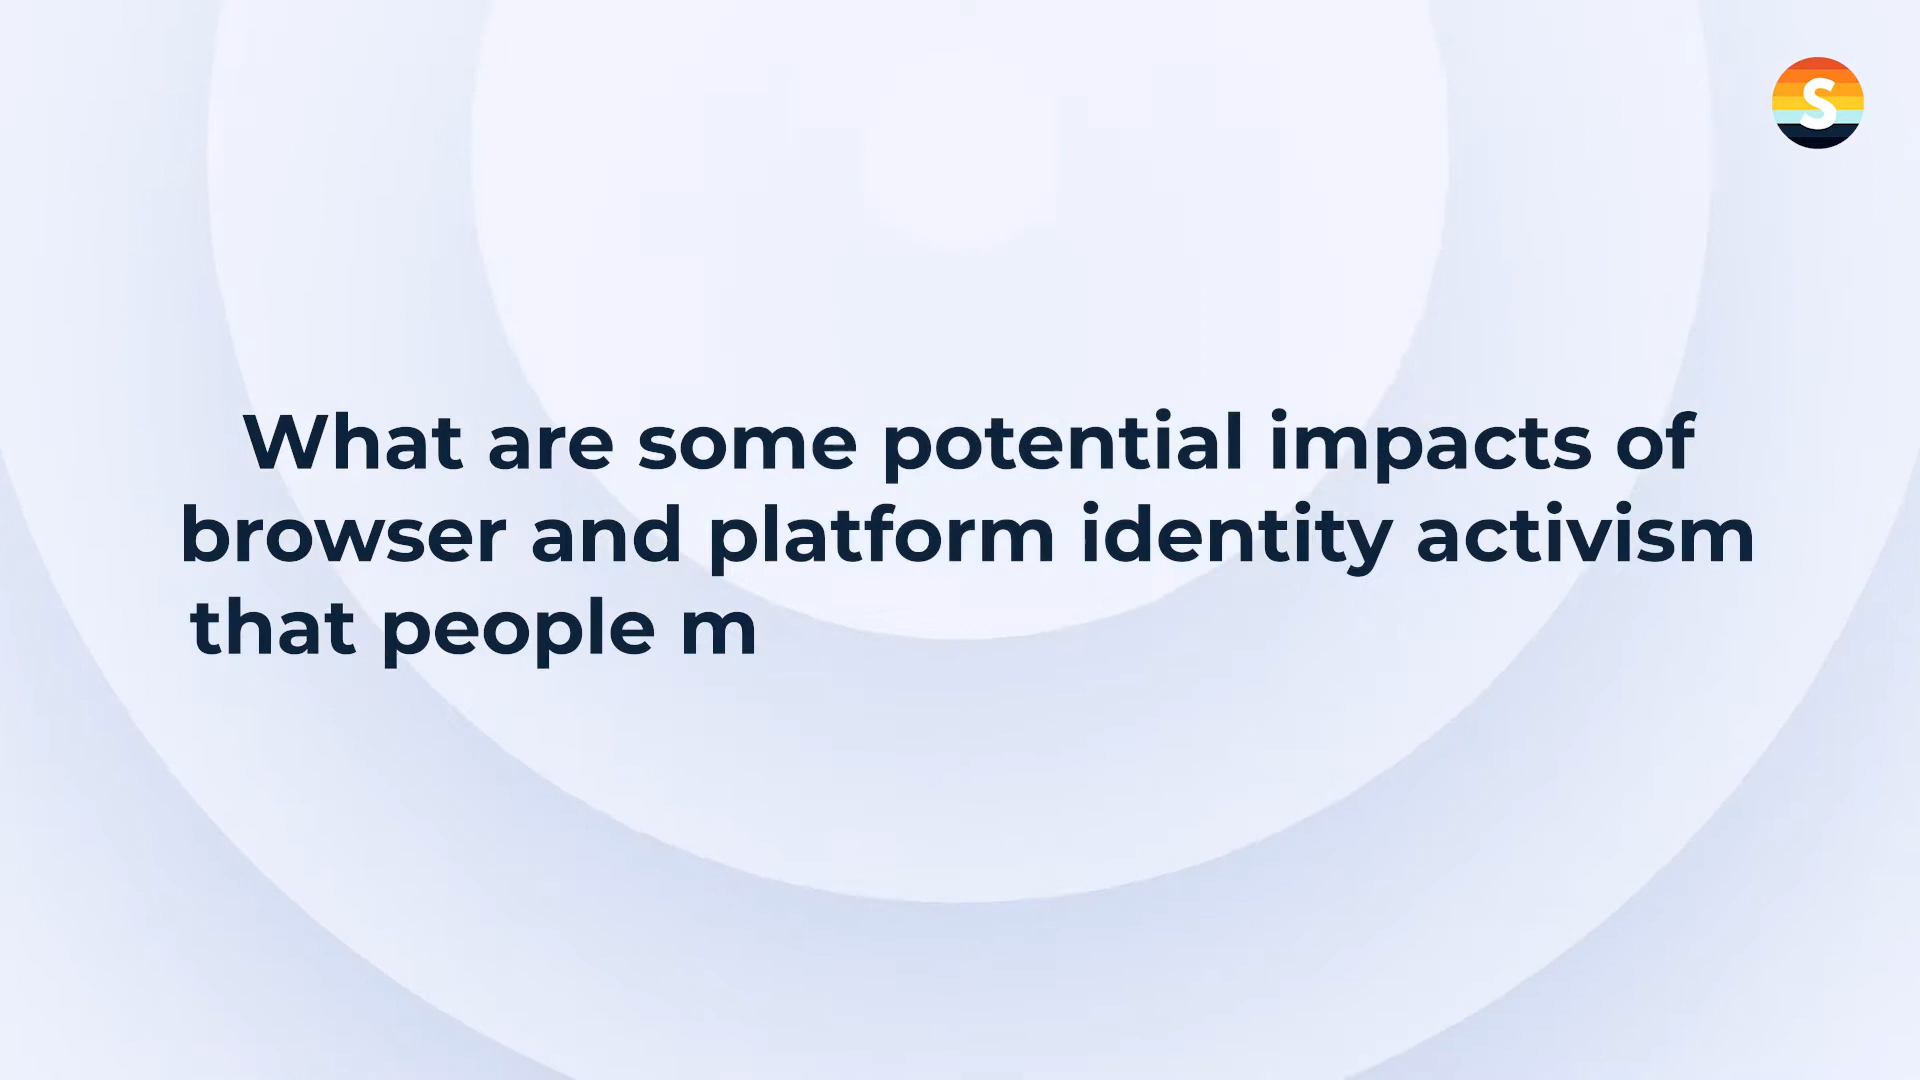 S
What are some potential impacts of
browser and platform identity activism
that people m